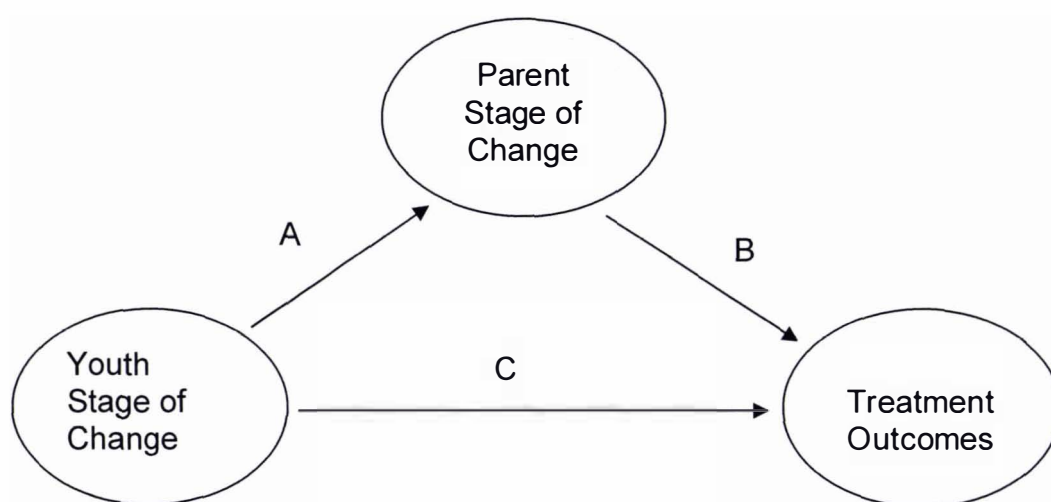 Parent
Stage of
Change
A
B
C
Youth
Stage of
Change
Treatment
Outcomes